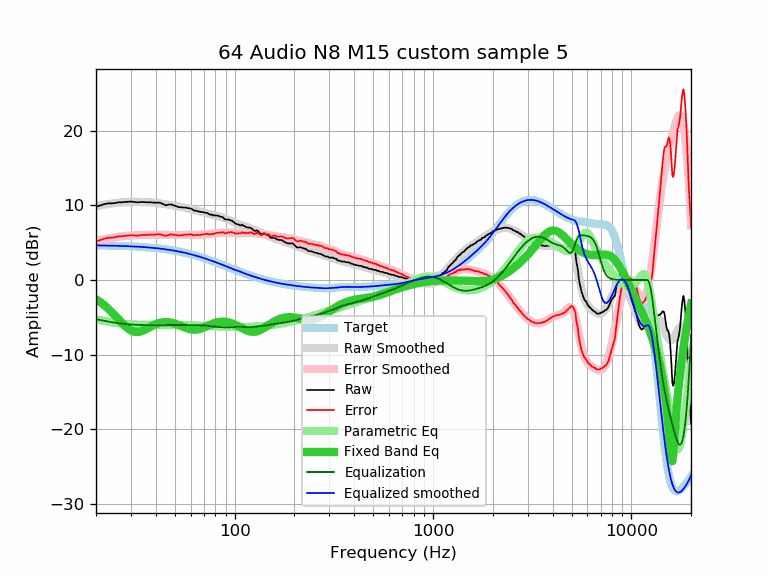 64 Audio N8 M15 custom sample 5
Amplitude (dBr)
20
10
0
−10
−20
−30
Target
Raw Smoothed
Error Smoothed
Raw
Error
Parametric Eq
Fixed Band Eq
Equalization
Equalized smoothed
100
1000
10000
Frequency (Hz)